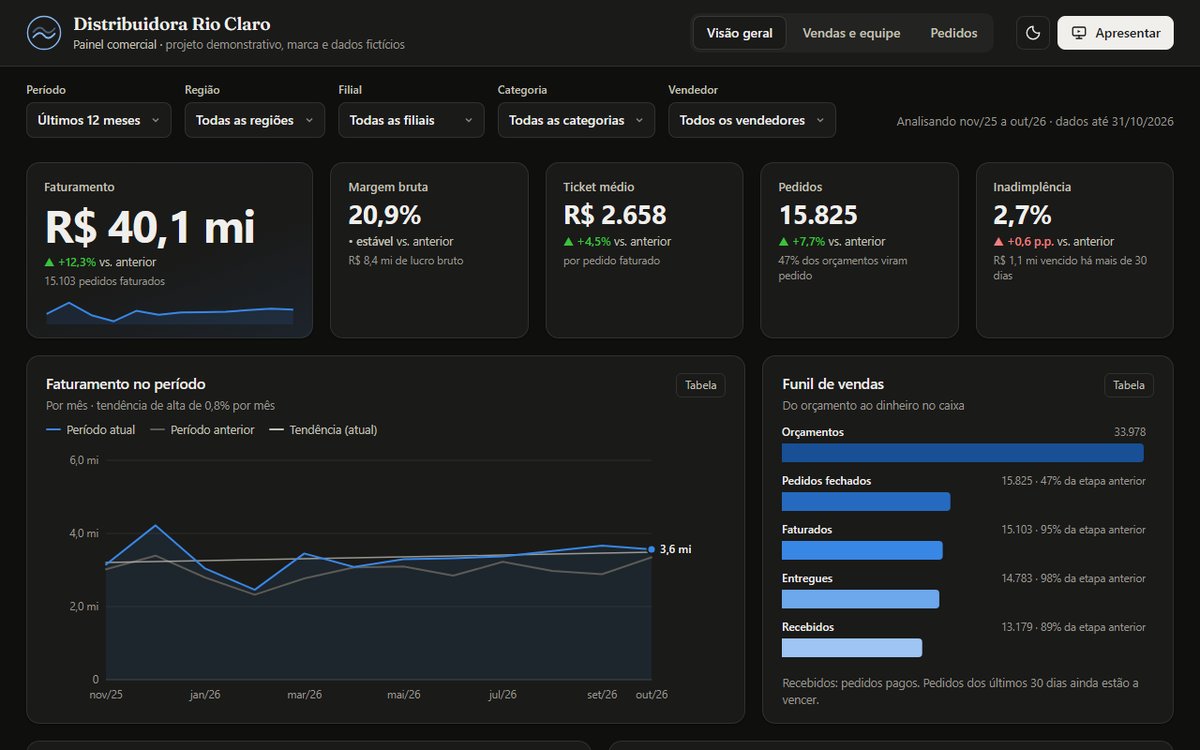 Distribuidora Rio Claro
Painel comercial · projeto demonstrativo, marca e dados fictícios
Visão geral
Vendas e equipe
Pedidos
Apresentar
Período
Região
Filial
Categoria
Vendedor
Últimos 12 meses
Todas as regiões
Todas as filiais
Todas as categorias
Todos os vendedores
Analisando nov/25 a out/26 · dados até 31/10/2026
Faturamento
R$ 40,1 mi
▲ +12,3% vs. anterior
15.103 pedidos faturados
Margem bruta
20,9%
• estável vs. anterior
R$ 8,4 mi de lucro bruto
Ticket médio
R$ 2.658
▲ +4,5% vs. anterior
por pedido faturado
Pedidos
15.825
▲ +7,7% vs. anterior
47% dos orçamentos viram
pedido
Inadimplência
2,7%
▲ +0,6 p.p. vs. anterior
R$ 1,1 mi vencido há mais de 30
dias
Faturamento no período
Tabela
Por mês · tendência de alta de 0,8% por mês
Período atual
Período anterior
Tendência (atual)
6,0 mi
4,0 mi
3,6 mi
2,0 mi
0
nov/25
jan/26
mar/26
mai/26
jul/26
set/26
out/26
Funil de vendas
Tabela
Do orçamento ao dinheiro no caixa
Orçamentos
33.978
Pedidos fechados
15.825 · 47% da etapa anterior
Faturados
15.103 · 95% da etapa anterior
Entregues
14.783 · 98% da etapa anterior
Recebidos
13.179 · 89% da etapa anterior
Recebidos: pedidos pagos. Pedidos dos últimos 30 dias ainda estão a
vencer.